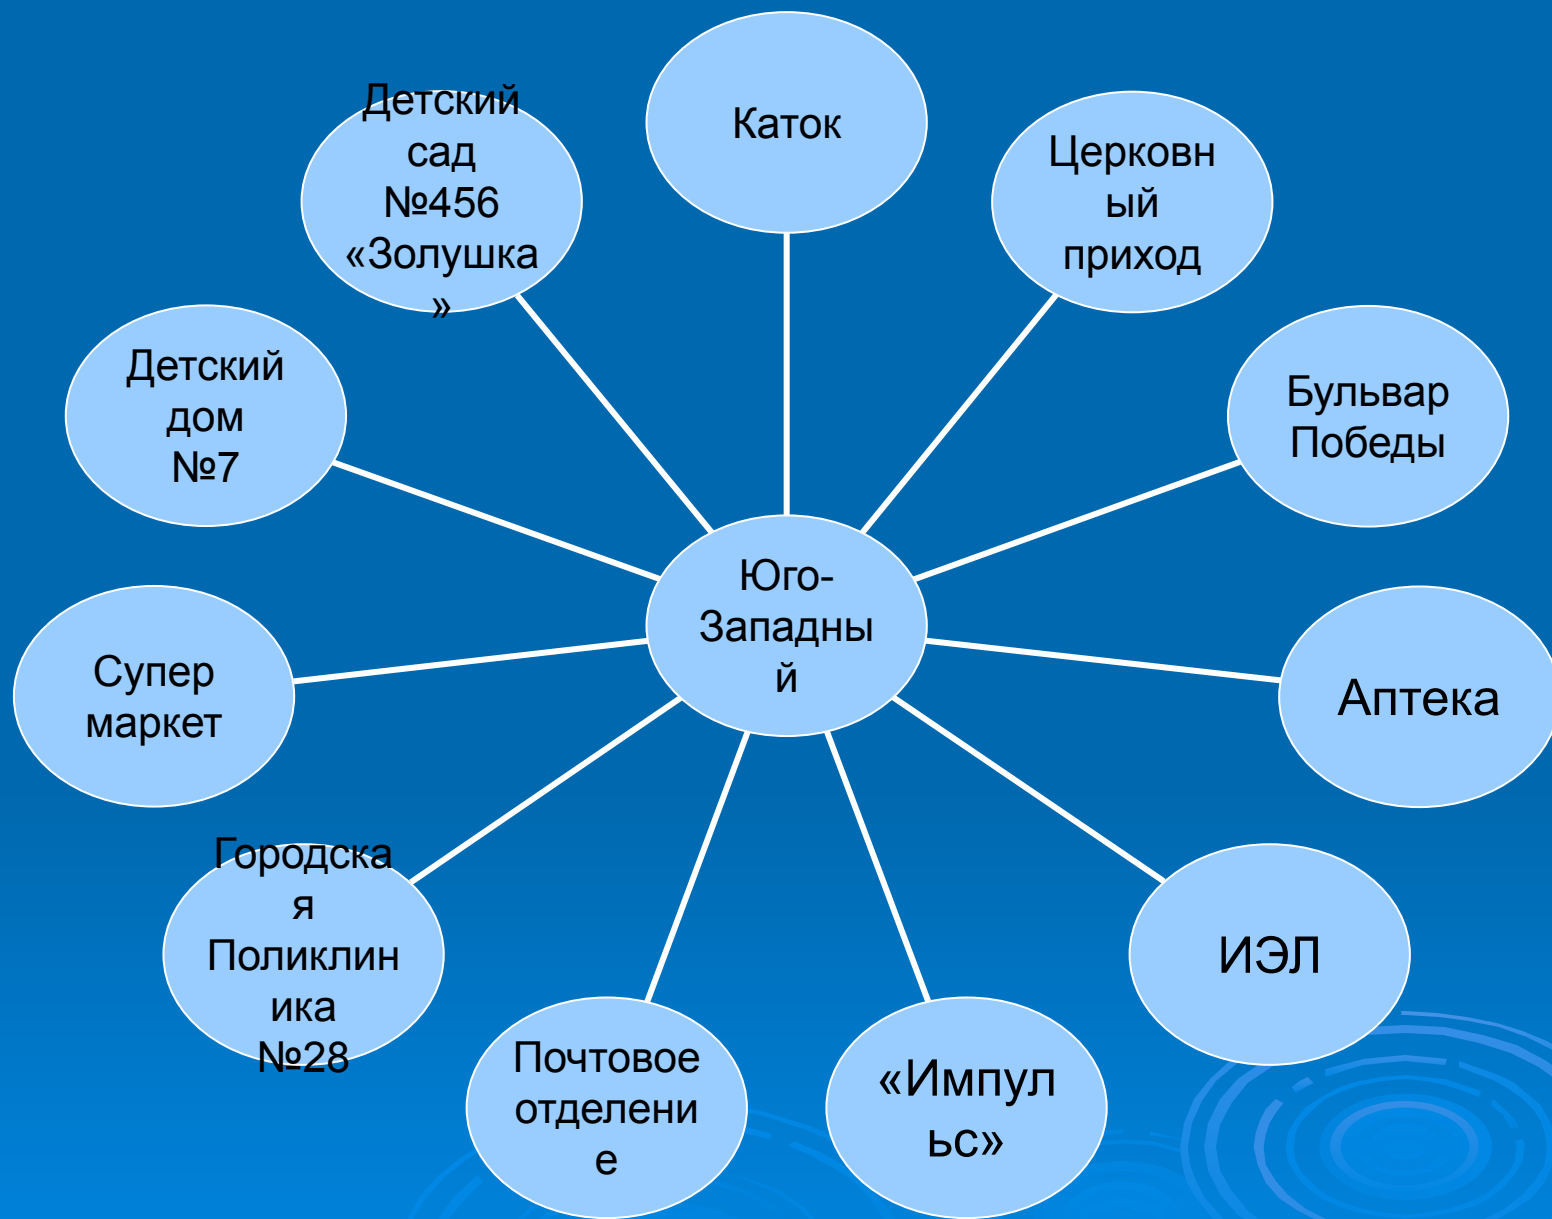 Каток
Детский
сад
№456
«Золушка
»
Церковн
ый
приход
Детский
дом
№7
Бульвар
Победы
Юго-
Западны
й
Супер
маркет
Аптека
Городска
я
Поликлин
ика
№28
ИЭЛ
Почтовое
отделени
е
«Импул
ьс»